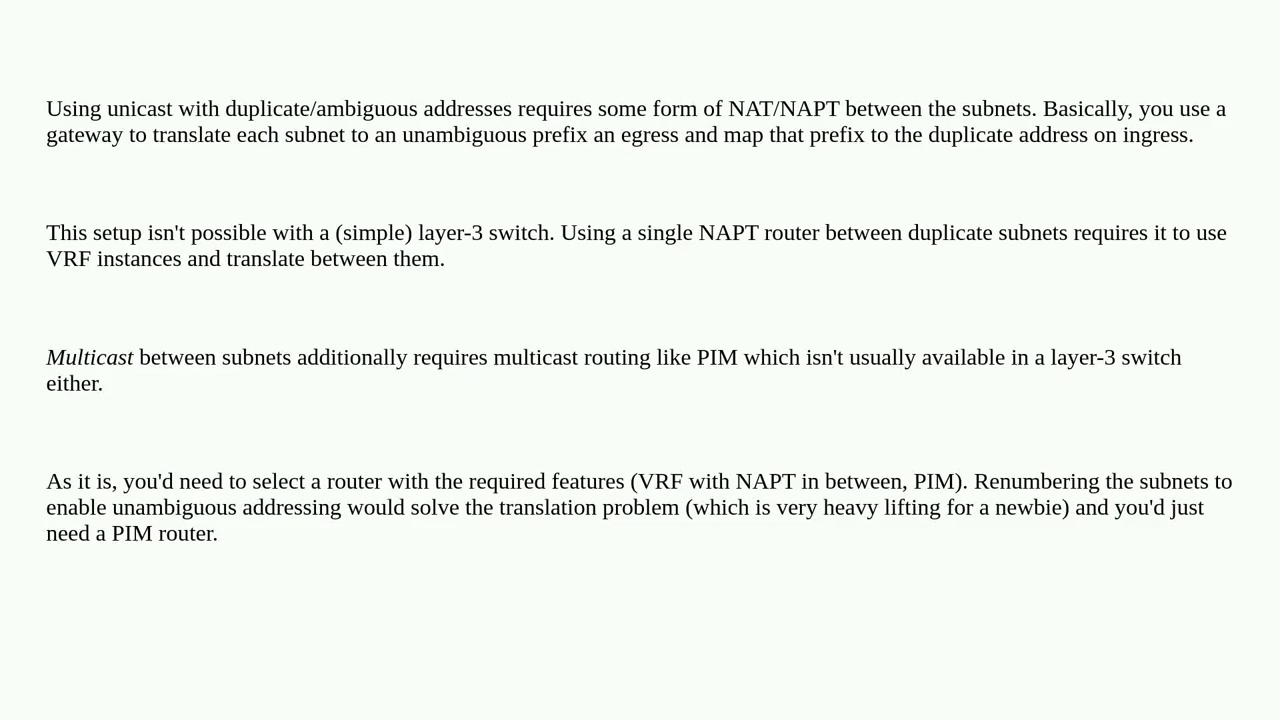 Using unicast with duplicate/ambiguous addresses requires some form of NAT/NAPT between the subnets. Basically, you use a
gateway to translate each subnet to an unambiguous prefix an egress and map that prefix to the duplicate address on ingress.
This setup isn't possible with a (simple) layer-3 switch. Using a single NAPT router between duplicate subnets requires it to use
VRF instances and translate between them.
Multicast between subnets additionally requires multicast routing like PIM which isn't usually available in a layer-3 switch
either.
As it is, you'd need to select a router with the required features (VRF with NAPT in between, PIM). Renumbering the subnets to
enable unambiguous addressing would solve the translation problem (which is very heavy lifting for a newbie) and you'd just
need a PIM router.